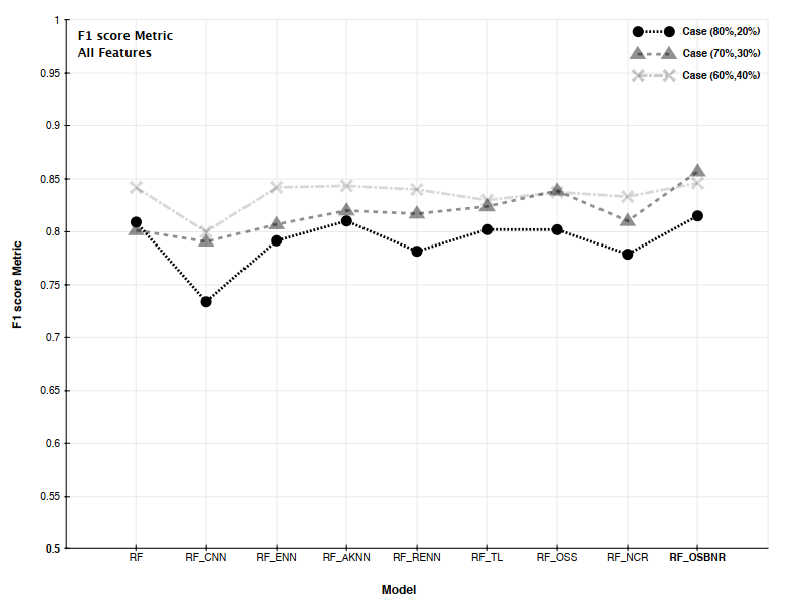 F1 score Metric
All Features
Case (80%,20%)
Case (70%,30%)
Case (60%,40%)
1
0.95
0.9
0.85
0.8
0.75
0.7
0.65
0.6
0.55
0.5
F1 score Metric
RF RF_CNN RF_ENN RF_AKNN RF_RENN RF_TL RF_OSS RF_NCR RF_OSBNR
Model